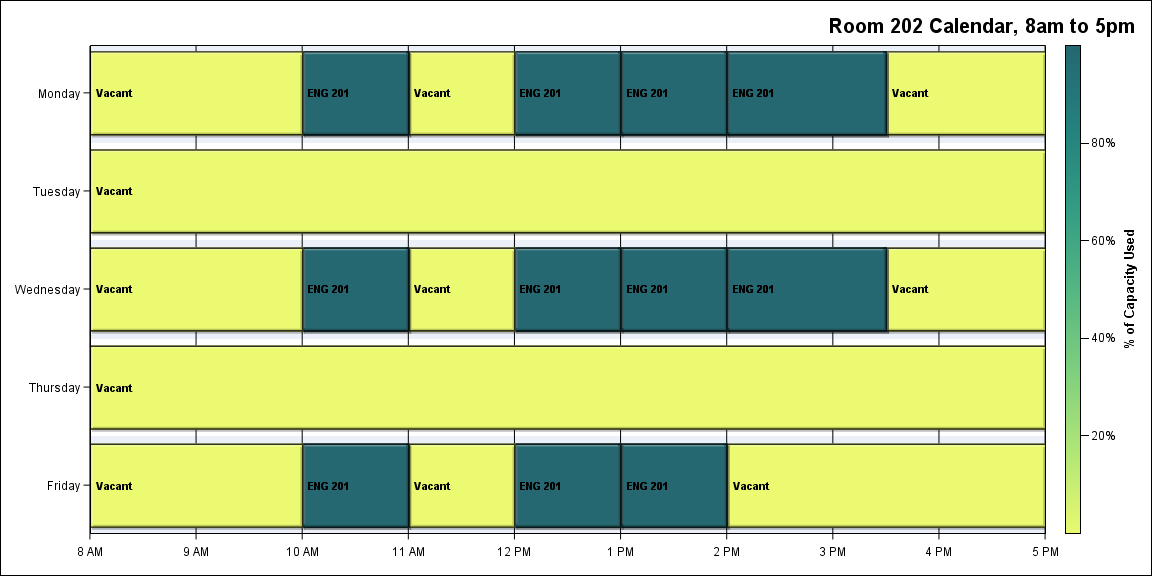 Room 202 Calendar, 8am to 5pm
Monday
Vacant
ENG 201
Vacant
ENG 201
ENG 201
ENG 201
Vacant
Tuesday
Vacant
Wednesday
Vacant
ENG 201
Vacant
ENG 201
ENG 201
ENG 201
Vacant
Thursday
Vacant
Friday
Vacant
ENG 201
Vacant
ENG 201
ENG 201
Vacant
8 AM
9 AM
10 AM
11 AM
12 PM
1 PM
2 PM
3 PM
4 PM
5 PM
80%
60%
40%
20%
% of Capacity Used